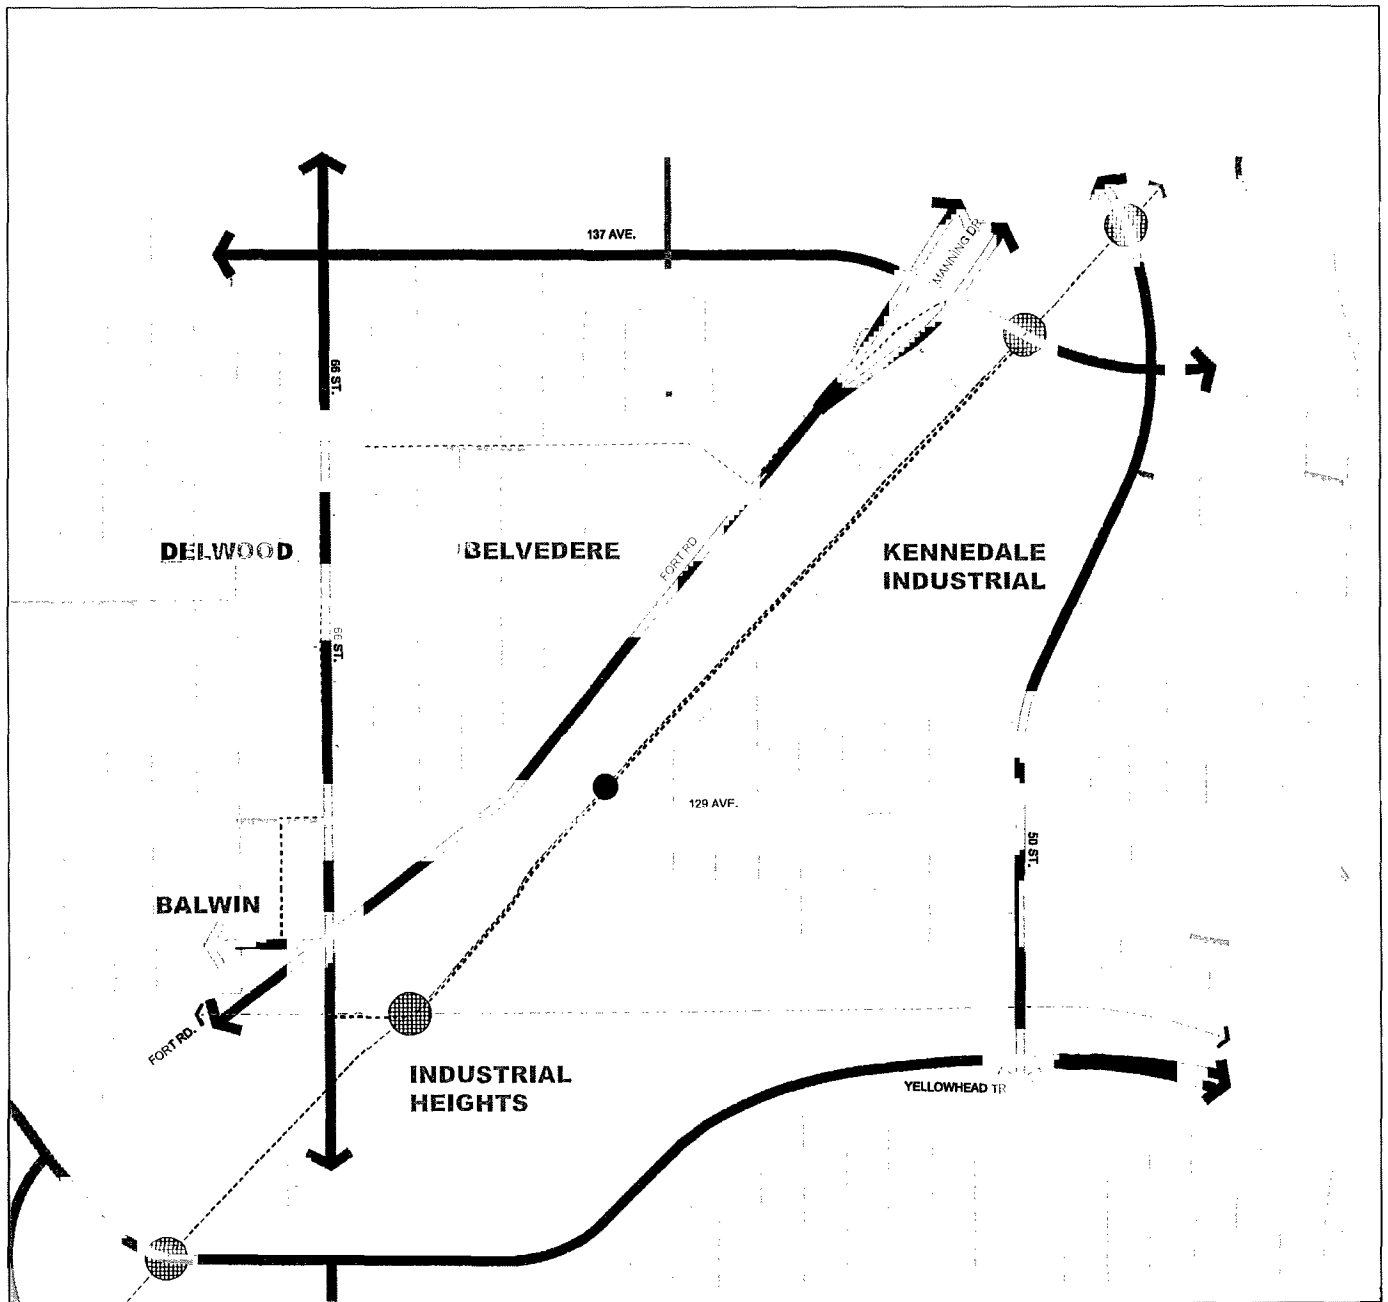 137 AVE.
MANNING DR.
66 ST.
DELWOOD
BELVEDERE
FORT RD
KENNEDALE
INDUSTRIAL
66 ST.
129 AVE.
50 ST.
BALWIN
FORT RD.
INDUSTRIAL
HEIGHTS
YELLOWHEAD TR